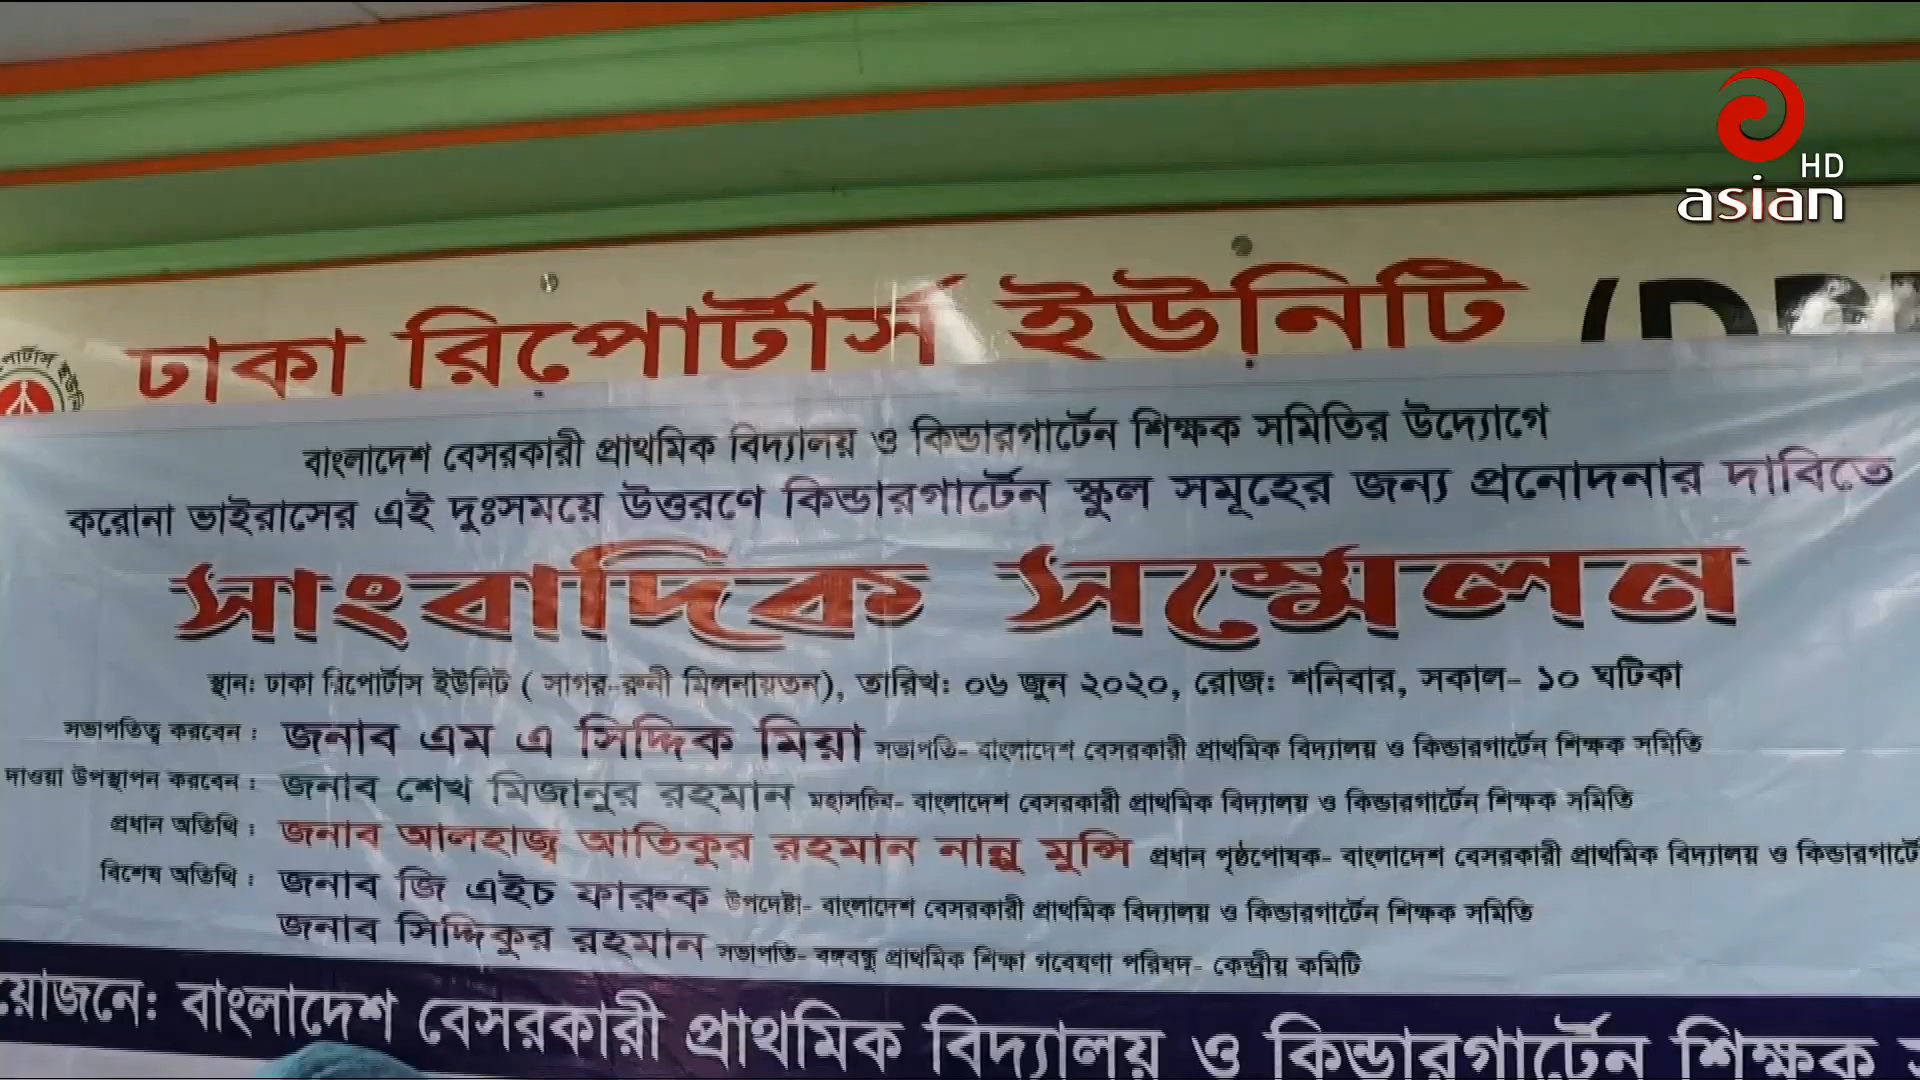 HD
asian
ঢাকা রিপোর্টার্স ইউনিটি
বাংলাদেশ বেসরকারী প্রাথমিক বিদ্যালয় ও কিন্ডারগার্টেন শিক্ষক সমিতির উদ্যোগে
করোনা ভাইরাসের এই দুঃসময়ে উত্তরণে কিন্ডারগার্টেন স্কুল সমূহের জন্য প্রনোদনার দাবিতে
সাংবাদিক সম্মেলন
স্থান: ঢাকা রিপোর্টাস ইউনিট ( সাগর-রুনী মিলনায়তন), তারিখ: ০৬ জুন ২০২০, রোজ: শনিবার, সকাল- ১০ ঘটিকা
সভাপতিত্ব করবেন : জনাব এম এ সিদ্দিক মিয়া সভাপতি- বাংলাদেশ বেসরকারী প্রাথমিক বিদ্যালয় ও কিন্ডারগার্টেন শিক্ষক সমিতি
দাওয়া উপস্থাপন করবেন : জনাব শেখ মিজানুর রহমান মহাসচিব- বাংলাদেশ বেসরকারী প্রাথমিক বিদ্যালয় ও কিন্ডারগার্টেন শিক্ষক সমিতি
প্রধান অতিথি : জনাব আলহাজ্ব আতিকুর রহমান নান্নু মুন্সি প্রধান পৃষ্ঠপোষক- বাংলাদেশ বেসরকারী প্রাথমিক বিদ্যালয় ও কিন্ডারগার্টে
বিশেষ অতিথি : জনাব জি এইচ ফারুক উপদেষ্টা- বাংলাদেশ বেসরকারী প্রাথমিক বিদ্যালয় ও কিন্ডারগার্টেন শিক্ষক সমিতি
জনাব সিদ্দিকুর রহমান সভাপতি- বঙ্গবন্ধু প্রাথমিক শিক্ষা গবেষণা পরিষদ- কেন্দ্রীয় কমিটি
য়োজনে: বাংলাদেশ বেসরকারী প্রাথমিক বিদ্যালয় ও কিন্ডারগার্টেন শিক্ষক